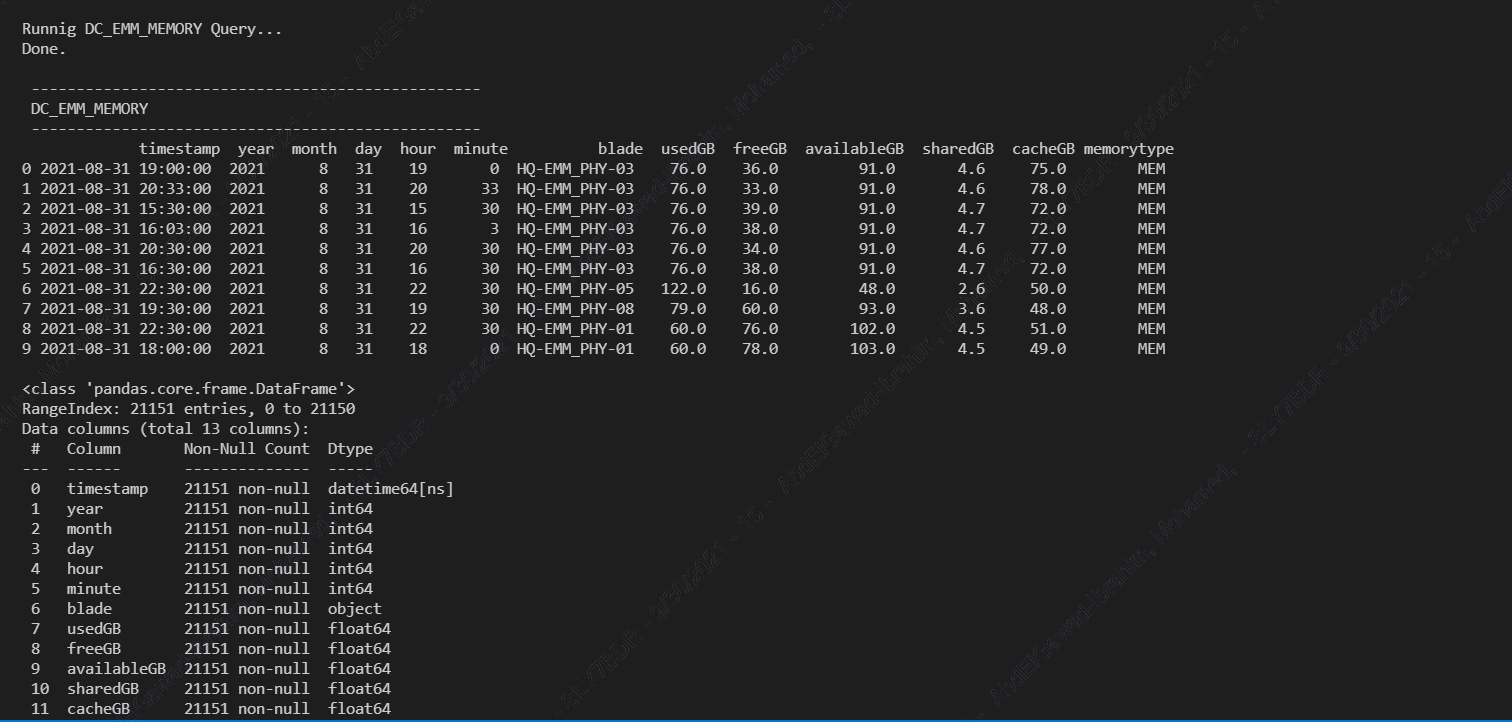 Runnig DC_EMM_MEMORY Query...
Done.
--------------------------------------------------
DC_EMM_MEMORY
--------------------------------------------------
timestamp year month day hour minute blade usedGB freeGB availableGB sharedGB cacheGB memorytype
0 2021-08-31 19:00:00 2021 8 31 19 0 HQ-EMM_PHY-03 76.0 36.0 91.0 4.6 75.0 MEM
1 2021-08-31 20:33:00 2021 8 31 20 33 HQ-EMM_PHY-03 76.0 33.0 91.0 4.6 78.0 MEM
2 2021-08-31 15:30:00 2021 8 31 15 30 HQ-EMM_PHY-03 76.0 39.0 91.0 4.7 72.0 MEM
3 2021-08-31 16:03:00 2021 8 31 16 3 HQ-EMM_PHY-03 76.0 38.0 91.0 4.7 72.0 MEM
4 2021-08-31 20:30:00 2021 8 31 20 30 HQ-EMM_PHY-03 76.0 34.0 91.0 4.6 77.0 MEM
5 2021-08-31 16:30:00 2021 8 31 16 30 HQ-EMM_PHY-03 76.0 38.0 91.0 4.7 72.0 MEM
6 2021-08-31 22:30:00 2021 8 31 22 30 HQ-EMM_PHY-05 122.0 16.0 48.0 2.6 50.0 MEM
7 2021-08-31 19:30:00 2021 8 31 19 30 HQ-EMM_PHY-08 79.0 60.0 93.0 3.6 48.0 MEM
8 2021-08-31 22:30:00 2021 8 31 22 30 HQ-EMM_PHY-01 60.0 76.0 102.0 4.5 51.0 MEM
9 2021-08-31 18:00:00 2021 8 31 18 0 HQ-EMM_PHY-01 60.0 78.0 103.0 4.5 49.0 MEM
<class 'pandas.core.frame.DataFrame'>
RangeIndex: 21151 entries, 0 to 21150
Data columns (total 13 columns):
# Column Non-Null Count Dtype
--- ------ -------------- -----
0 timestamp 21151 non-null datetime64[ns]
1 year 21151 non-null int64
2 month 21151 non-null int64
3 day 21151 non-null int64
4 hour 21151 non-null int64
5 minute 21151 non-null int64
6 blade 21151 non-null object
7 usedGB 21151 non-null float64
8 freeGB 21151 non-null float64
9 availableGB 21151 non-null float64
10 sharedGB 21151 non-null float64
11 cacheGB 21151 non-null float64